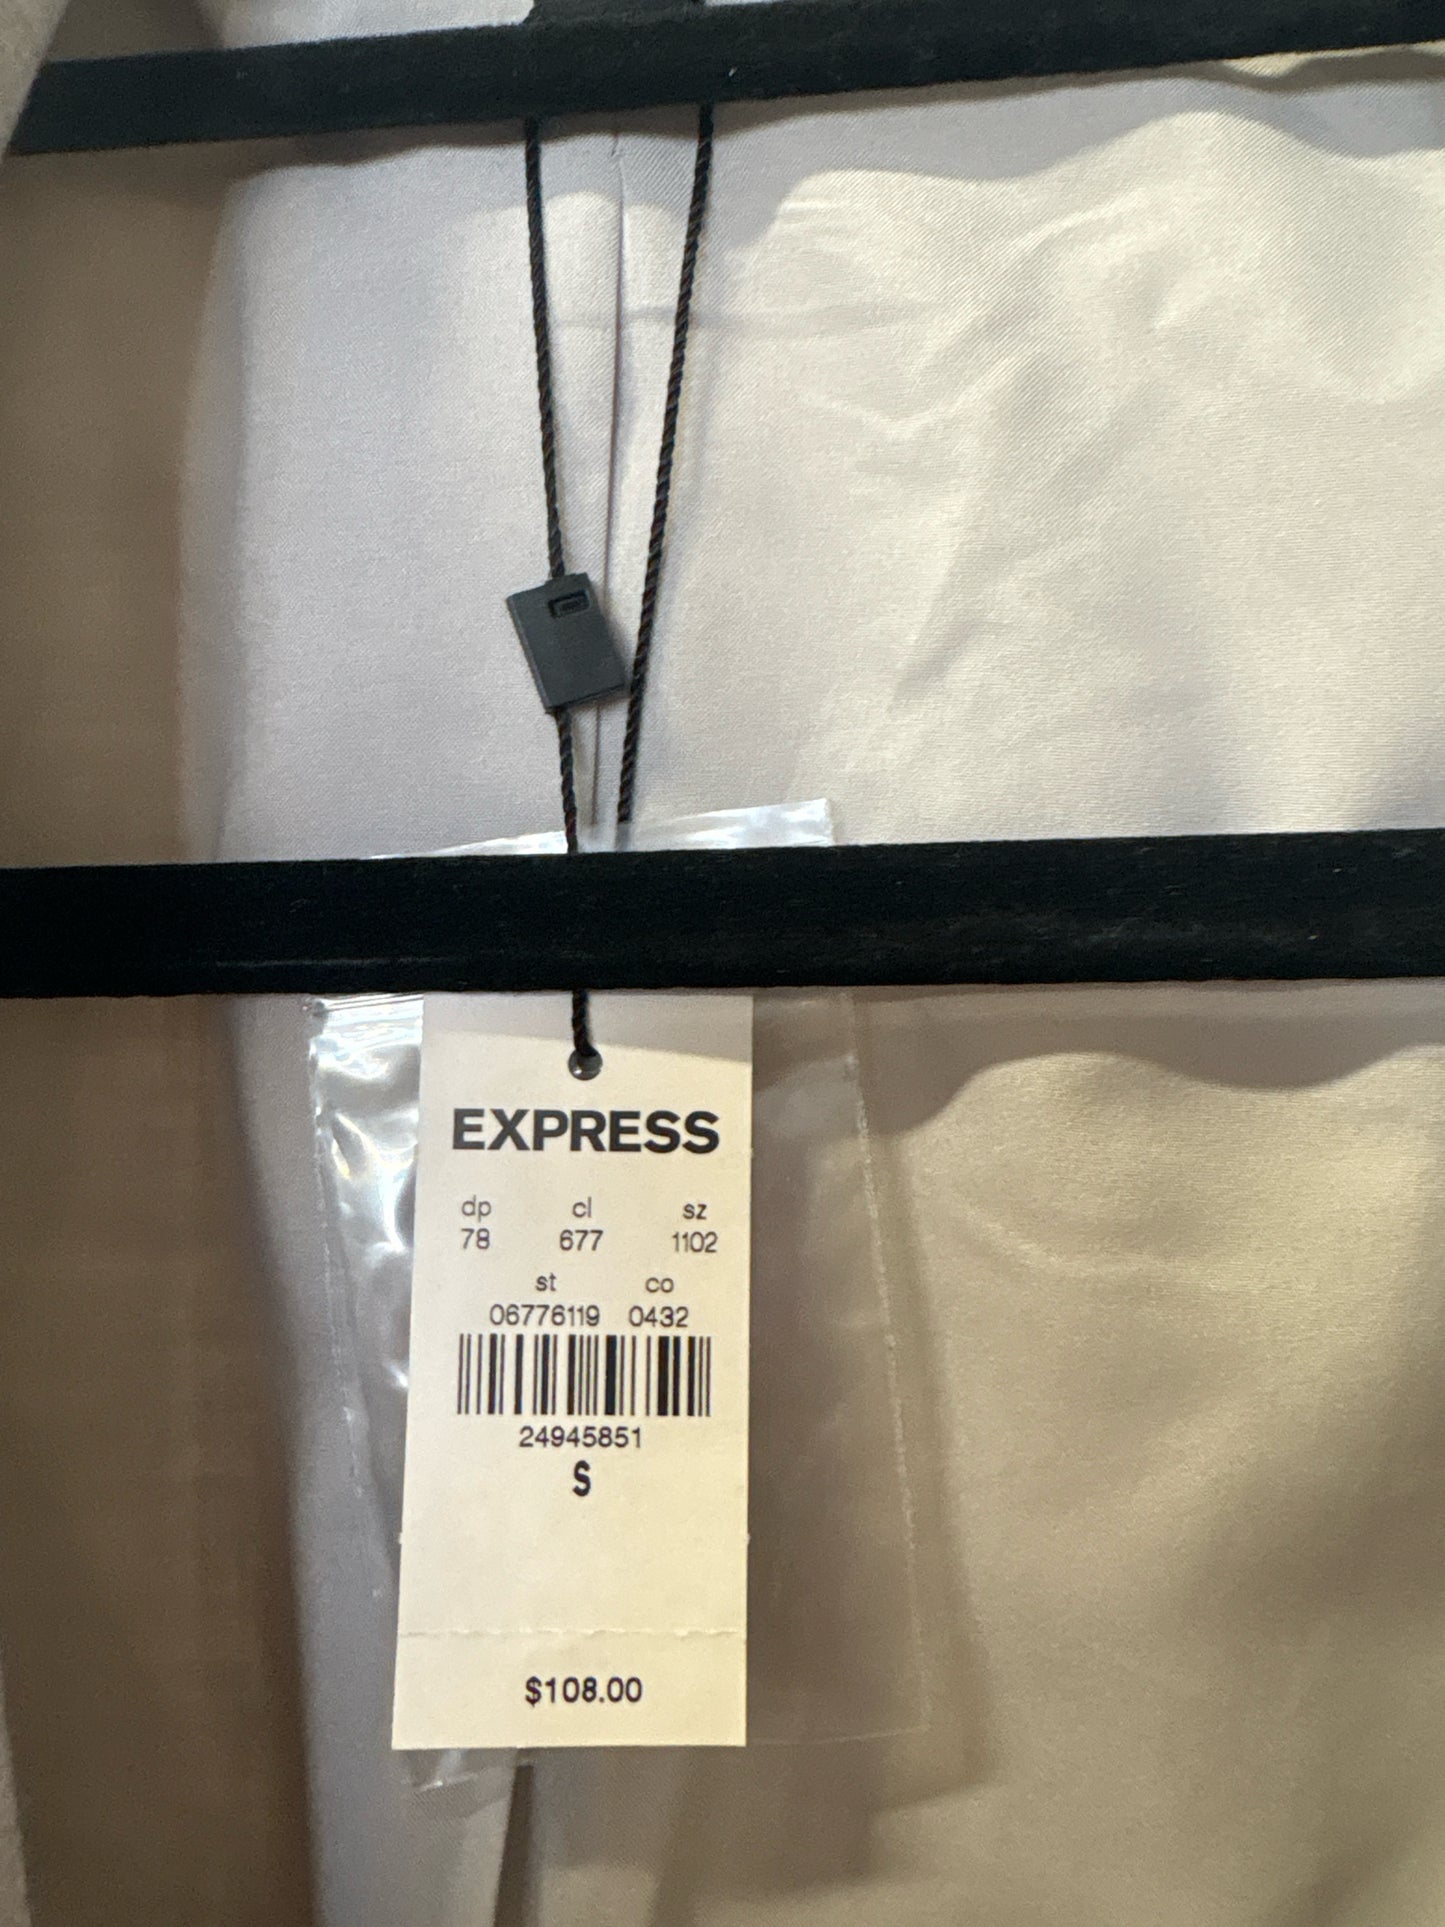 EXPRESS
dp cl sz
78 677 1102
st co
06776119 0432
24945851
S
$108.00